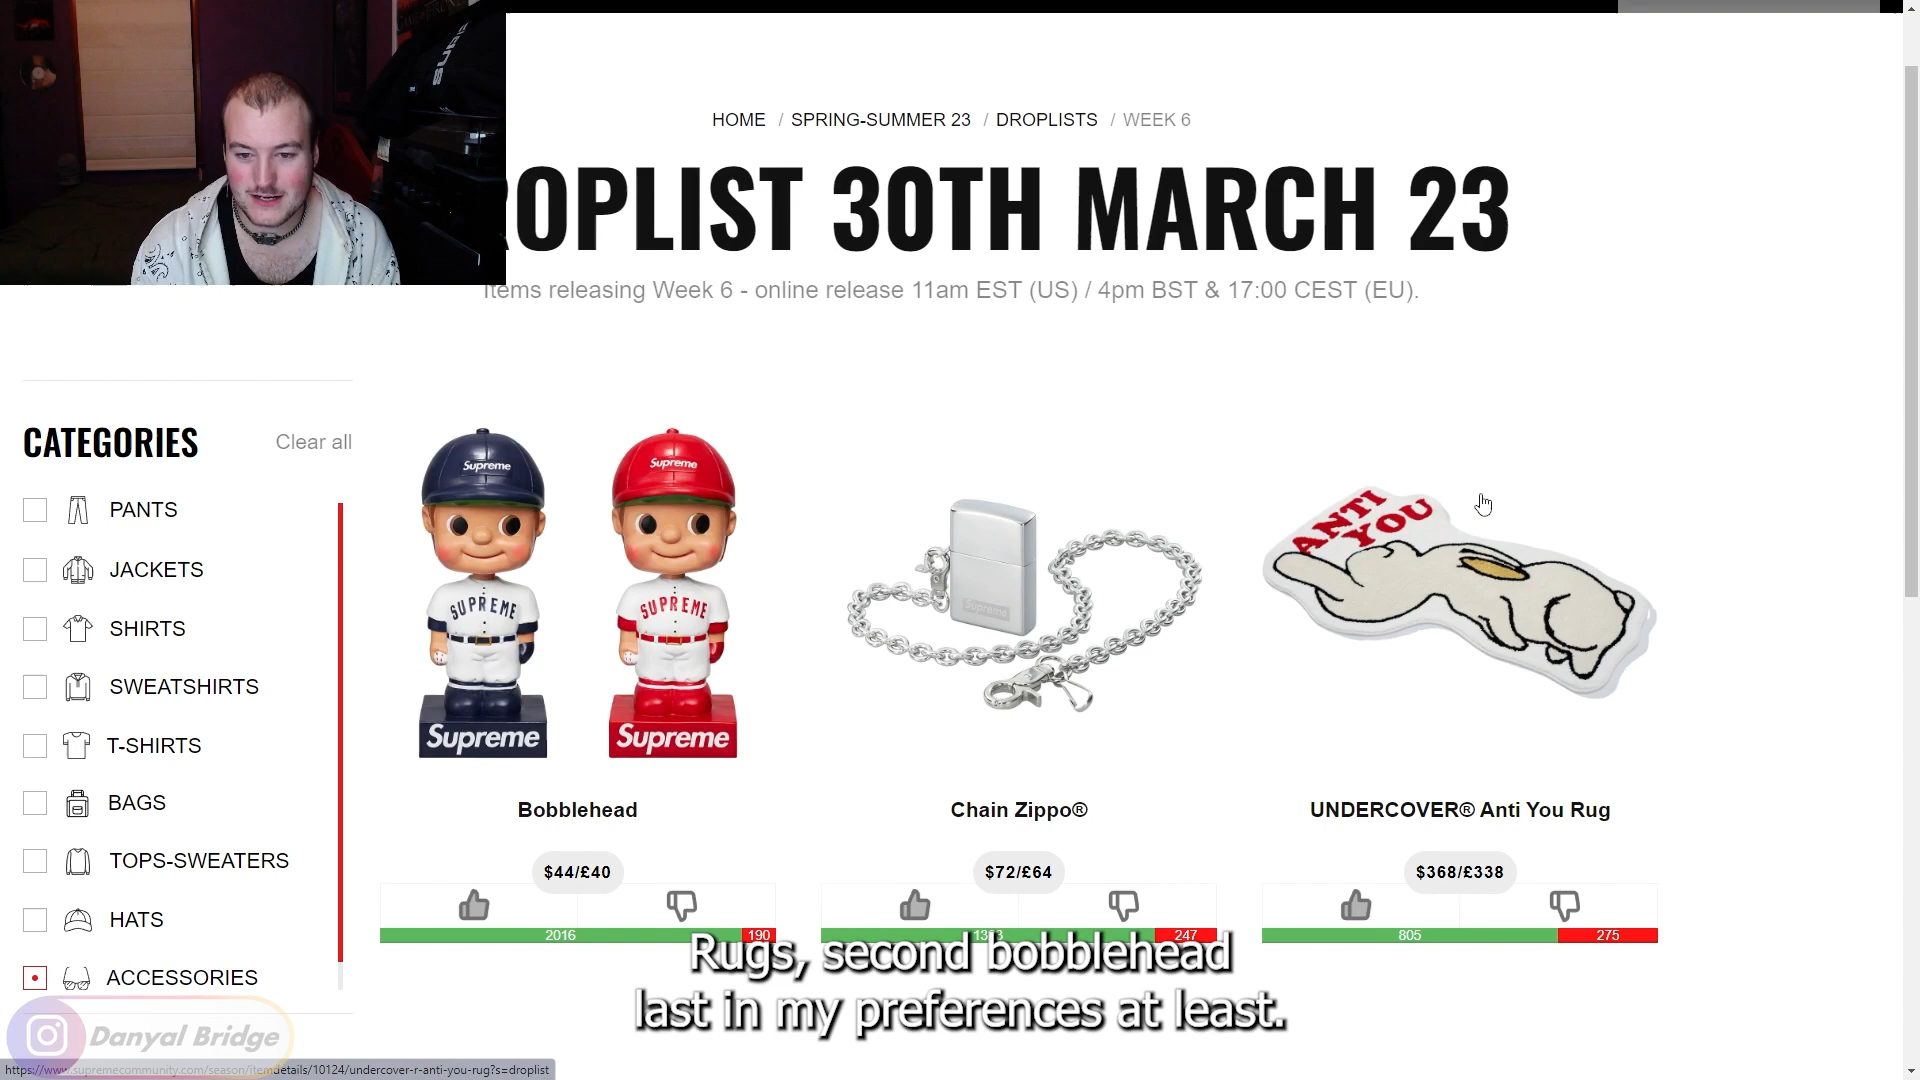 HOME / SPRING-SUMMER 23 / DROPLISTS / WEEK 6
ROPLIST 30TH MARCH 23
Items releasing Week 6 - online release 11am EST (US) / 4pm BST & 17:00 CEST (EU).
CATEGORIES
Clear all
PANTS
JACKETS
SHIRTS
SWEATSHIRTS
T-SHIRTS
BAGS
TOPS-SWEATERS
HATS
ACCESSORIES
Supreme
Supreme
SUPREME
SUPREME
Supreme
Supreme
Supreme
ANTI
YOU
Bobblehead
Chain Zippo®
UNDERCOVER® Anti You Rug
$44/£40
$72/£64
$368/£338
2016
190
247
805
275
Rugs, second bobblehead
last in my preferences at least.
Danyal Bridge
https://www.supremecommunity.com/season/itemdetails/10124/undercover-r-anti-you-rug?s=droplist